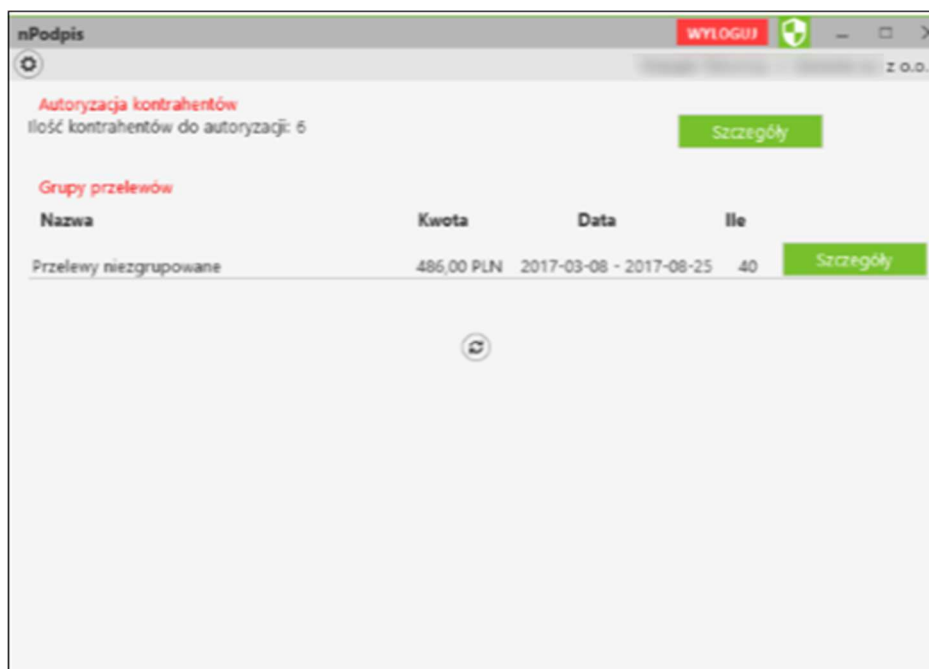 nPodpis WYLOGUJ
z o.o.
Autoryzacja kontrahentów
Ilość kontrahentów do autoryzacji: 6 Szczegóły
Grupy przelewów
Nazwa Kwota Data Ile
Przelewy niezgrupowane 486,00 PLN 2017-03-08 - 2017-08-25 40 Szczegóły